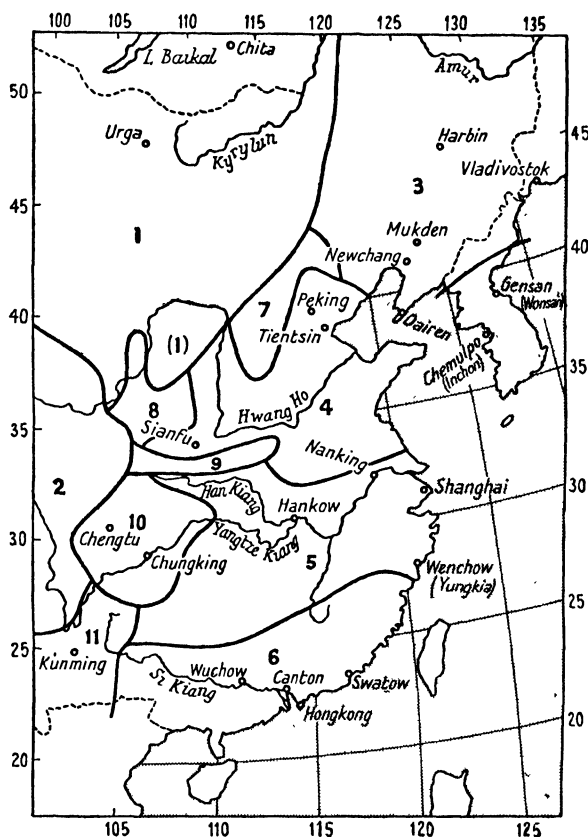 100 105 110 115 120 125 130 135
L. Baikal
Chita
Amur
50
Urga
Kyrylun
Harbin
45
Vladivostok
3
45
1
Mukden
Newchang
40
7
Peking
Gensan
(Wonsan)
40
Tientsin
Dairen
(1)
Chemulpo
(Inchon)
35
8
Hwang Ho
4
Sianfu
35
9
Nanking
2
Han Kiang
Shanghai
30
10
Hankow
Chengtu
Yangtze Kiang
30
Chungking
5
Wenchow
(Yungkia)
25
11
6
25
Kunming
Wuchow
Canton
Swatow
Si Kiang
Hongkong
20
20
105 110 115 120 125